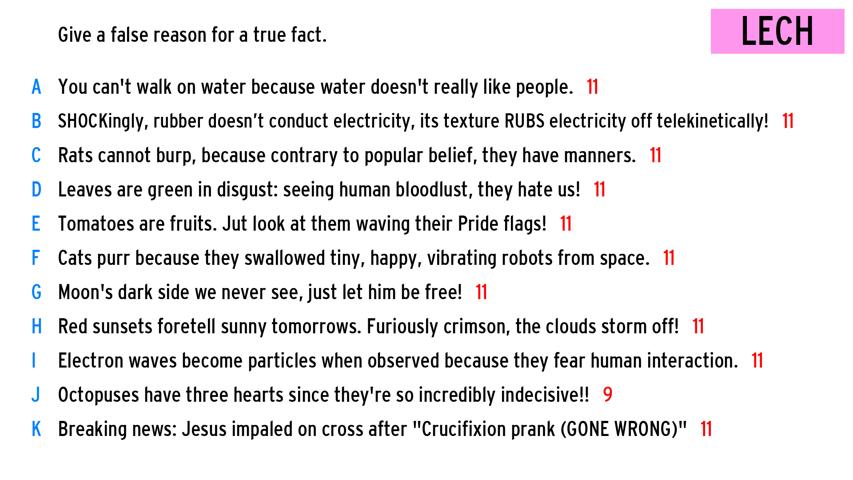 Give a false reason for a true fact.
LECH
A You can't walk on water because water doesn't really like people. 11
B SHOCKingly, rubber doesn’t conduct electricity, its texture RUBS electricity off telekinetically! 11
C Rats cannot burp, because contrary to popular belief, they have manners. 11
D Leaves are green in disgust: seeing human bloodlust, they hate us! 11
E Tomatoes are fruits. Jut look at them waving their Pride flags! 11
F Cats purr because they swallowed tiny, happy, vibrating robots from space. 11
G Moon's dark side we never see, just let him be free! 11
H Red sunsets foretell sunny tomorrows. Furiously crimson, the clouds storm off! 11
I Electron waves become particles when observed because they fear human interaction. 11
J Octopuses have three hearts since they're so incredibly indecisive!! 9
K Breaking news: Jesus impaled on cross after "Crucifixion prank (GONE WRONG)" 11